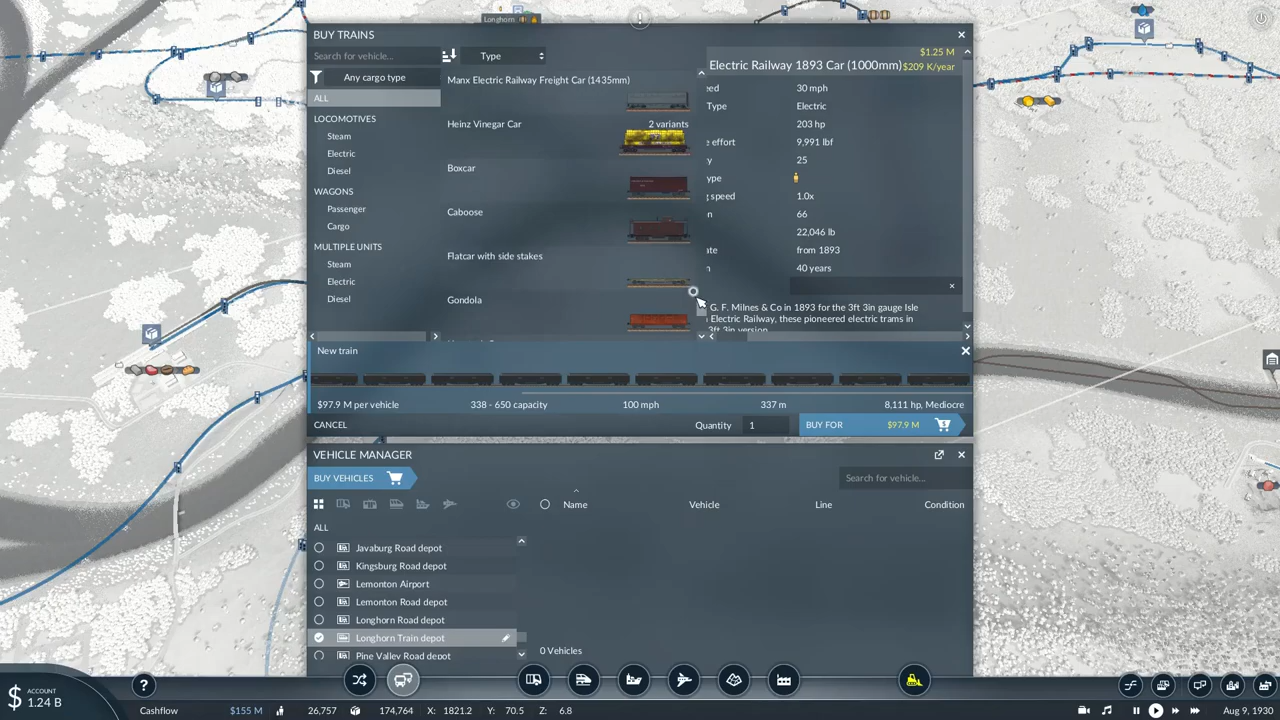 Longhorn
BUY TRAINS
Search for vehicle...
Type
Any cargo type
ALL
LOCOMOTIVES
Steam
Electric
Diesel
WAGONS
Passenger
Cargo
MULTIPLE UNITS
Steam
Electric
Diesel
Manx Electric Railway Freight Car (1435mm)
Heinz Vinegar Car
2 variants
Boxcar
Caboose
Flatcar with side stakes
Gondola
$1.25 M
Electric Railway 1893 Car (1000mm)
$209 K/year
eed 30 mph
Type Electric
203 hp
e effort 9,991 lbf
y 25
ype
g speed 1.0x
n 66
22,046 lb
ate from 1893
n 40 years
G. F. Milnes & Co in 1893 for the 3ft 3in gauge Isle
Electric Railway, these pioneered electric trams in
3ft 3in version
New train
$97.9 M per vehicle
338 - 650 capacity
100 mph
337 m
8,111 hp, Mediocre
CANCEL
Quantity
1
BUY FOR
$97.9 M
VEHICLE MANAGER
BUY VEHICLES
Search for vehicle...
Name
Vehicle
Line
Condition
ALL
Javaburg Road depot
Kingsburg Road depot
Lemonton Airport
Lemonton Road depot
Longhorn Road depot
Longhorn Train depot
Pine Valley Road depot
0 Vehicles
$ ACCOUNT
1.24 B
?
Cashflow
$155 M
26,757
174,764
X: 1821.2
Y: 70.5
Z: 6.8
Aug 9, 1930